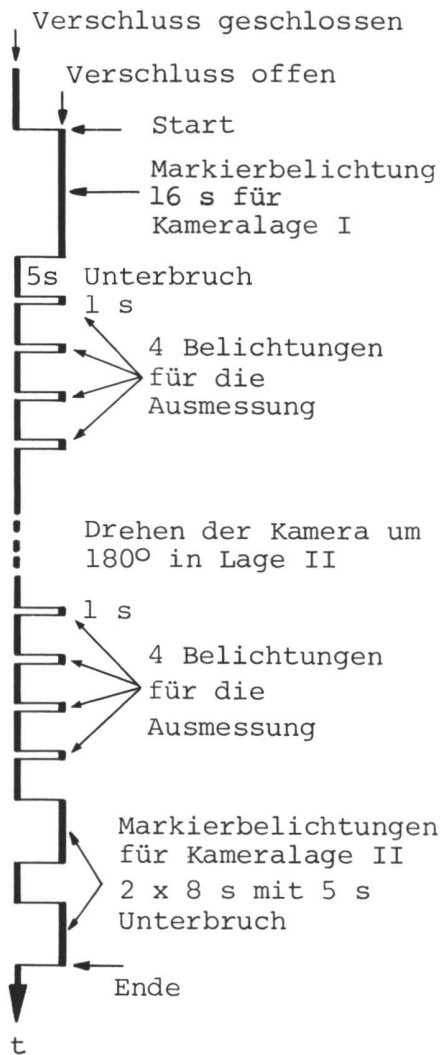 Verschluss geschlossen
Verschluss offen
Start
Markierbelichtung
16 s für
Kameralage I
5s Unterbruch
1 s
4 Belichtungen
für die
Ausmessung
Drehen der Kamera um
180° in Lage II
1 s
4 Belichtungen
für die
Ausmessung
Markierbelichtungen
für Kameralage II
2 x 8 s mit 5 s
Unterbruch
Ende
t